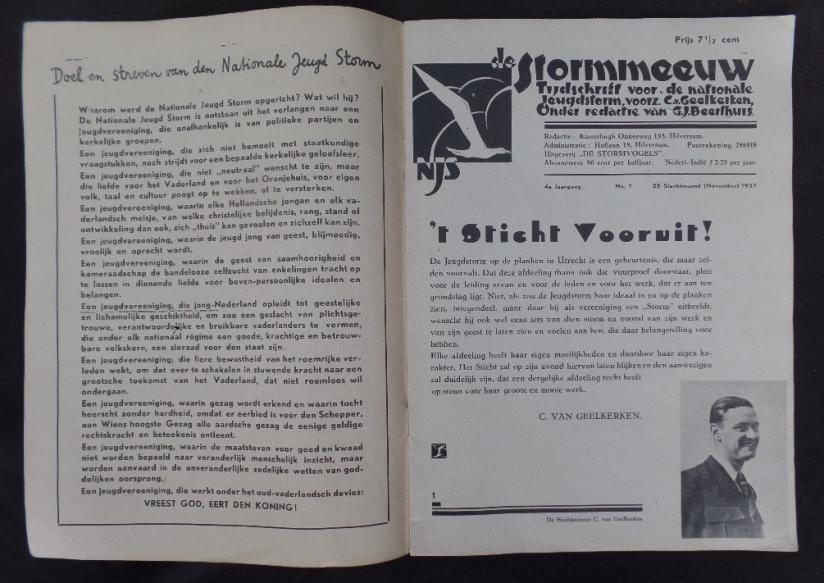 Doel en streven van den Nationale Jeugd Storm
Waarom werd de Nationale Jeugd Storm opgericht? Wat wil hij?
De Nationale Jeugd Storm is ontstaan uit het verlangen naar een
jeugdvereeniging, die onafhankelijk is van politieke partijen en
kerkelijke groepen.
Een jeugdvereeniging, die zich niet bemoeit met staatkundige
vraagstukken, noch strijdt voor een bepaalde kerkelijke geloofsleer.
Een jeugdvereeniging, die niet „neutraal" wenscht te zijn, maar
die liefde voor het Vaderland en voor het Oranjehuis, voor eigen
volk, taal en cultuur poogt op te wekken, of te versterken.
Een jeugdvereeniging, waarin elke Hollandsche jongen en elk va-
derlandsch meisje, van welke christelijke belijdenis, rang, stand of
ontwikkeling dan ook, zich „thuis" kan gevoelen en zichzelf kan zijn.
Een jeugdvereeniging, waarin de jeugd jong van geest, blijmoedig,
vroolijk en oprecht wordt.
Een jeugdvereeniging, waarin de geest van saamhoorigheid en
kameraadschap de bandelooze zelfzucht van enkelingen tracht op
te lossen in dienende liefde voor boven-persoonlijke idealen en
belangen.
Een jeugdvereeniging, die jong-Nederland opleidt tot geestelijke
en lichamelijke geschiktheid, om zoo een geslacht van plichtsge-
trouwe, verantwoordelijke en bruikbare vaderlanders te vormen,
die onder elk nationaal régime een goede, krachtige en betrouw-
bare volkskern, een sieraad voor den staat zijn.
Een jeugdvereeniging, die fiere bewustheid van het roemrijke ver-
leden wekt, om dat over te schakelen in stuwende kracht naar een
grootsche toekomst van het Vaderland, dat niet roemloos wil
ondergaan.
Een jeugdvereeniging, waarin gezag wordt erkend en waarin tucht
heerscht zonder hardheid, omdat er eerbied is voor den Schepper,
aan Wiens hoogste Gezag alle aardsche gezag de eenige geldige
rechtskracht en beteekenis ontleent.
Een jeugdvereeniging, waarin de maatstaven voor goed en kwaad
niet worden bepaald naar veranderlijk menschelijk inzicht, maar
worden aanvaard in de onveranderlijke zedelijke wetten van god-
delijken oorsprong.
Een jeugdvereeniging, die werkt onder het oud-vaderlandsch devies:
VREEST GOD, EERT DEN KONING!
Prijs 7 1/2 cent
de Stormmeeuw
Tijdschrift voor de nationale
Jeugdstorm, voorz. C.v. Geelkerken,
Onder redactie van G.J. Beerthuis.
NJS
Redactie: Kamerlingh Onnesweg 193, Hilversum.
Administratie: Heilaan 18, Hilversum. Postrekening 286915
Uitgeverij „DE STORMVOGELS".
Abonnement 90 cent per halfjaar. Nederl.-Indië ƒ 2.25 per jaar.
4e Jaargang No. 1 25 Slachtmaand (November) 1937
't Sticht Vooruit!
De Jeugdstorm op de planken in Utrecht is een gebeurtenis, die maar zel-
den voorvalt. Dat deze afdeeling thans ook die vuurproef doorstaat, pleit
voor de leiding ervan en voor de leden en voor het werk, dat er aan ten
grondslag ligt. Niet, als zou de Jeugdstorm haar ideaal in en op de planken
zien, integendeel, maar daar hij als vereeniging een „Storm" uitbeeldt,
wenscht hij ook wel eens iets van dien storm en vooral van zijn werk en
van zijn geest te laten zien en voelen aan hen, die daar belangstelling voor
hebben.
Elke afdeeling heeft haar eigen moeilijkheden en daardoor haar eigen ka-
rakter. Het Sticht zal op zijn avond hiervan laten blijken en den aanwezigen
zal duidelijk zijn, dat een dergelijke afdeeling recht heeft
op steun voor haar groote en mooie werk.
C. VAN GEELKERKEN.
1
De Hoofdstormer C. van Geelkerken.